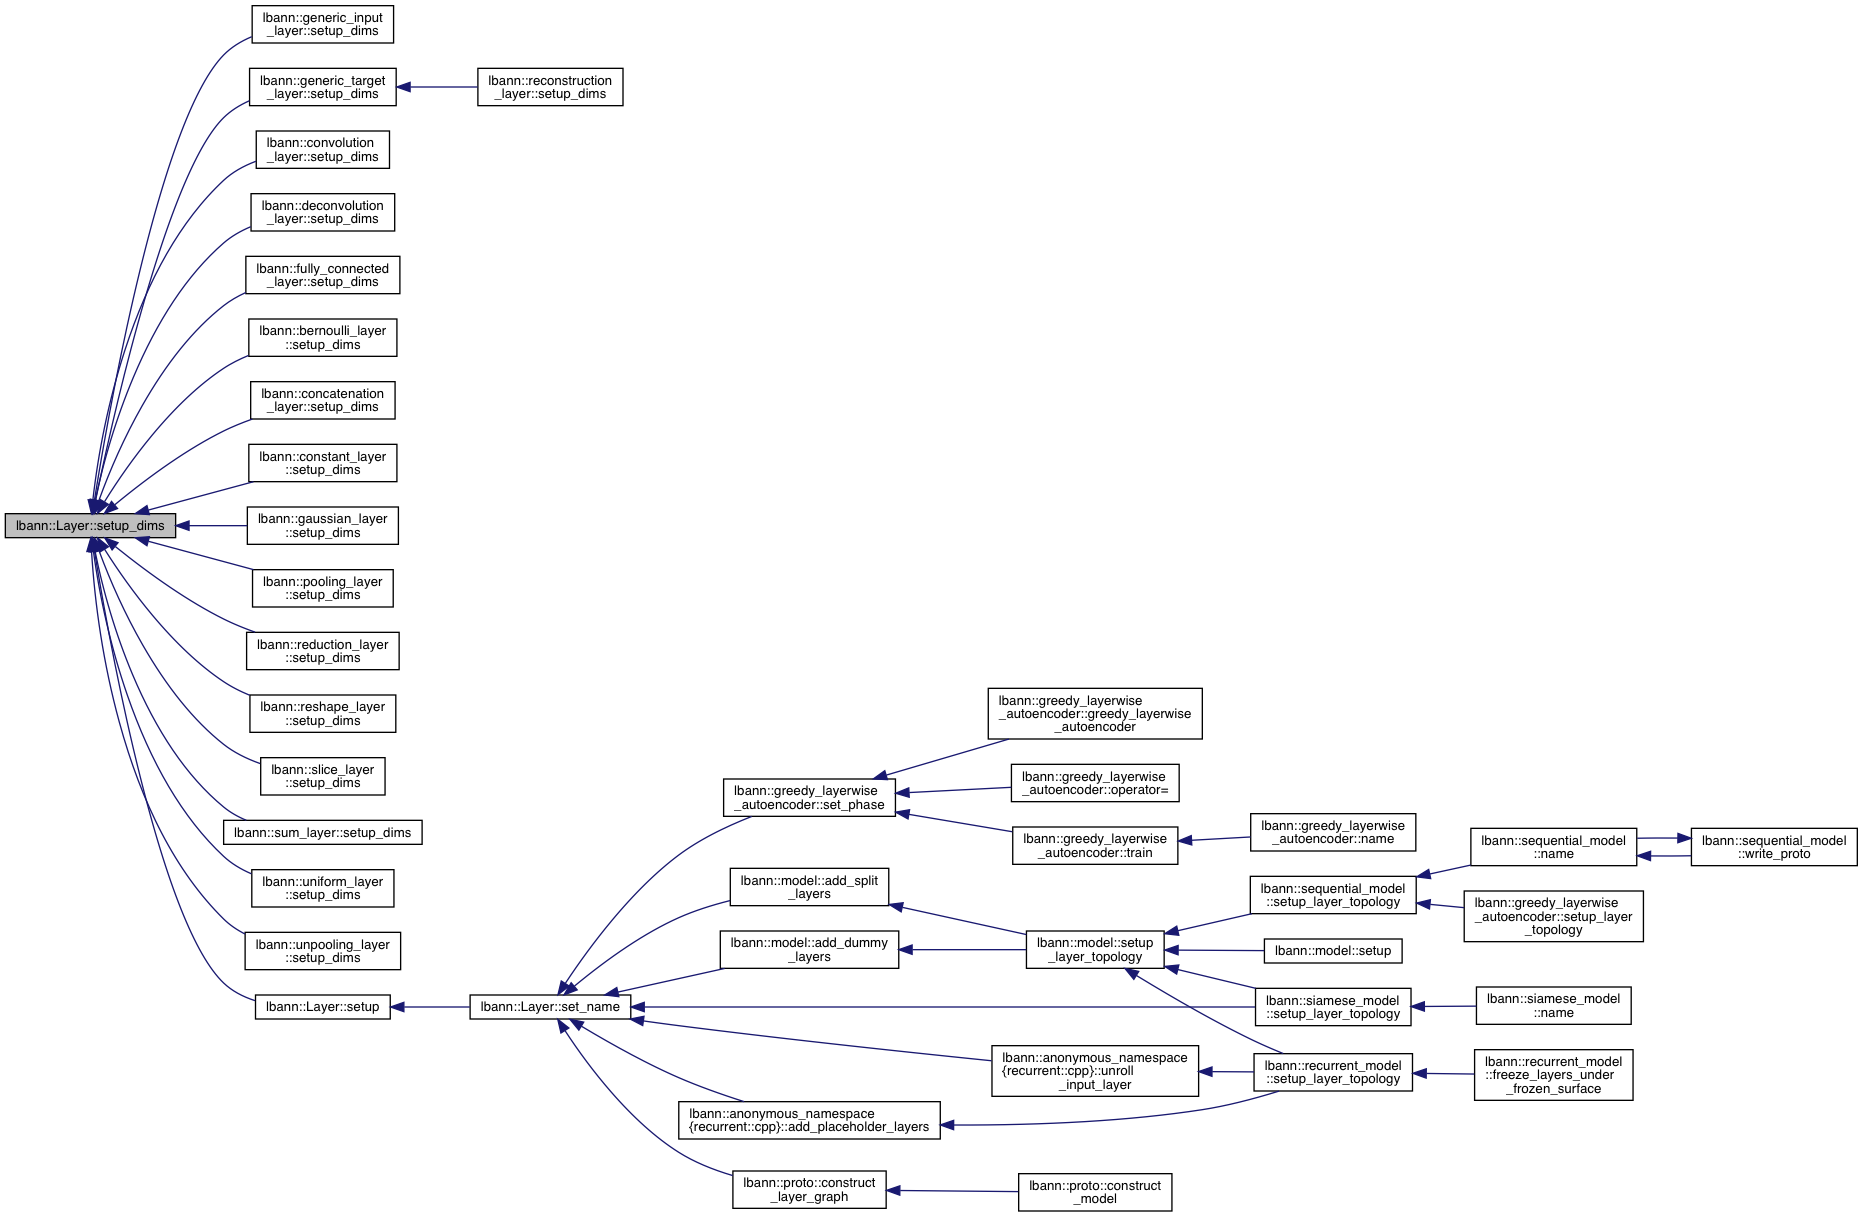 lbann::generic_input
_layer::setup_dims
lbann::generic_target
_layer::setup_dims
lbann::reconstruction
_layer::setup_dims
lbann::convolution
_layer::setup_dims
lbann::deconvolution
_layer::setup_dims
lbann::fully_connected
_layer::setup_dims
lbann::bernoulli_layer
::setup_dims
lbann::concatenation
_layer::setup_dims
lbann::constant_layer
::setup_dims
lbann::Layer::setup_dims
lbann::gaussian_layer
::setup_dims
lbann::pooling_layer
::setup_dims
lbann::reduction_layer
::setup_dims
lbann::reshape_layer
::setup_dims
lbann::slice_layer
::setup_dims
lbann::sum_layer::setup_dims
lbann::uniform_layer
::setup_dims
lbann::unpooling_layer
::setup_dims
lbann::Layer::setup
lbann::Layer::set_name
lbann::greedy_layerwise
_autoencoder::set_phase
lbann::greedy_layerwise
_autoencoder::greedy_layerwise
_autoencoder
lbann::greedy_layerwise
_autoencoder::operator=
lbann::greedy_layerwise
_autoencoder::train
lbann::greedy_layerwise
_autoencoder::name
lbann::model::add_split
_layers
lbann::model::add_dummy
_layers
lbann::model::setup
_layer_topology
lbann::sequential_model
::setup_layer_topology
lbann::sequential_model
::name
lbann::sequential_model
::write_proto
lbann::greedy_layerwise
_autoencoder::setup_layer
_topology
lbann::model::setup
lbann::siamese_model
::setup_layer_topology
lbann::siamese_model
::name
lbann::anonymous_namespace
{recurrent::cpp}::unroll
_input_layer
lbann::recurrent_model
::setup_layer_topology
lbann::recurrent_model
::freeze_layers_under
_frozen_surface
lbann::anonymous_namespace
{recurrent::cpp}::add_placeholder_layers
lbann::proto::construct
_layer_graph
lbann::proto::construct
_model